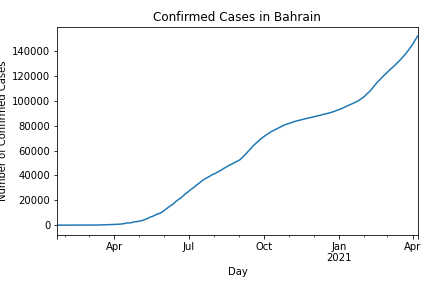 Confirmed Cases in Bahrain
Number of Confirmed Cases
140000
120000
100000
80000
60000
40000
20000
0
Apr Jul Oct Jan Apr
2021
Day